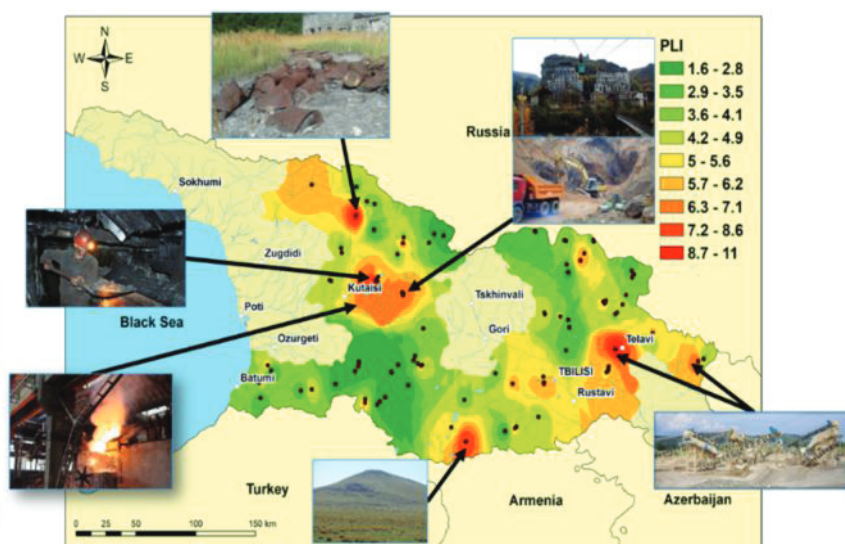 N
W E
S
PLI
1.6 - 2.8
2.9 - 3.5
3.6 - 4.1
4.2 - 4.9
5 - 5.6
5.7 - 6.2
6.3 - 7.1
7.2 - 8.6
8.7 - 11
Russia
Sokhumi
Zugdidi
Kutaisi
Tskhinvali
Poti
Black Sea
Gori
Ozurgeti
Telavi
TBILISI
Batumi
Rustavi
Turkey
Armenia
Azerbaijan
0 25 50 100 150 km